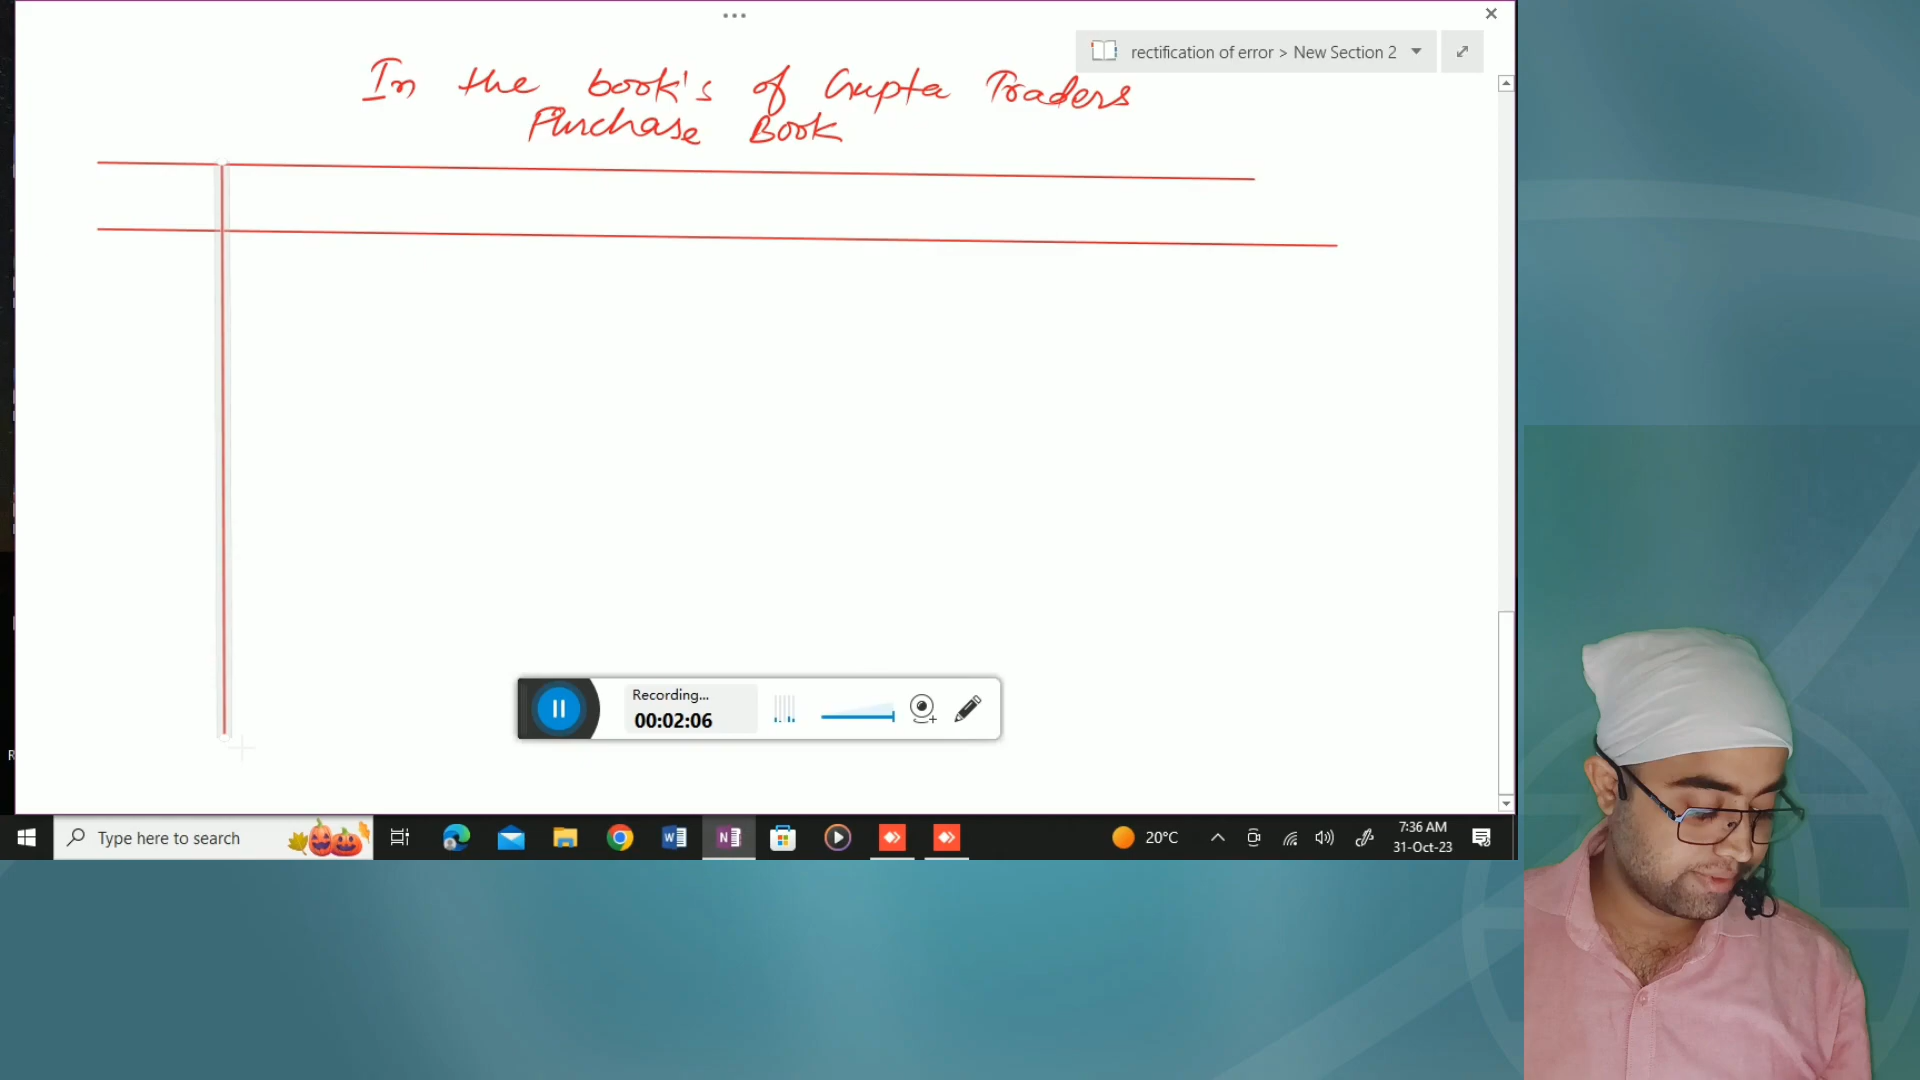 rectification of error > New Section 2
In the book's of Gupta Traders
Purchase Book
Recording...
00:02:06
Type here to search
20°C
7:36 AM
31-Oct-23